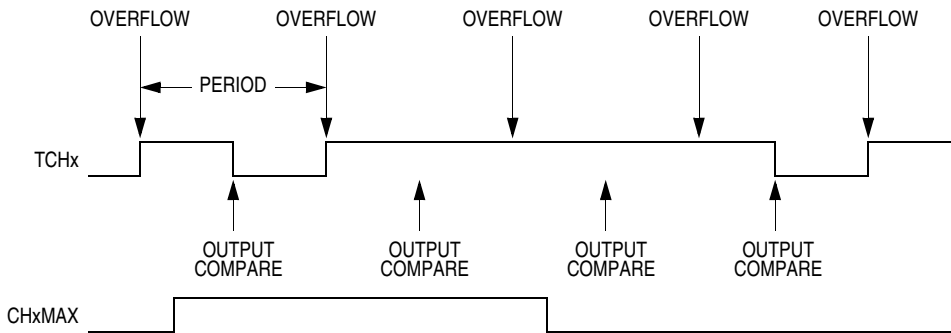 OVERFLOW OVERFLOW OVERFLOW OVERFLOW OVERFLOW
PERIOD
TCHx
OUTPUT COMPARE
OUTPUT COMPARE
OUTPUT COMPARE
OUTPUT COMPARE
CHxMAX